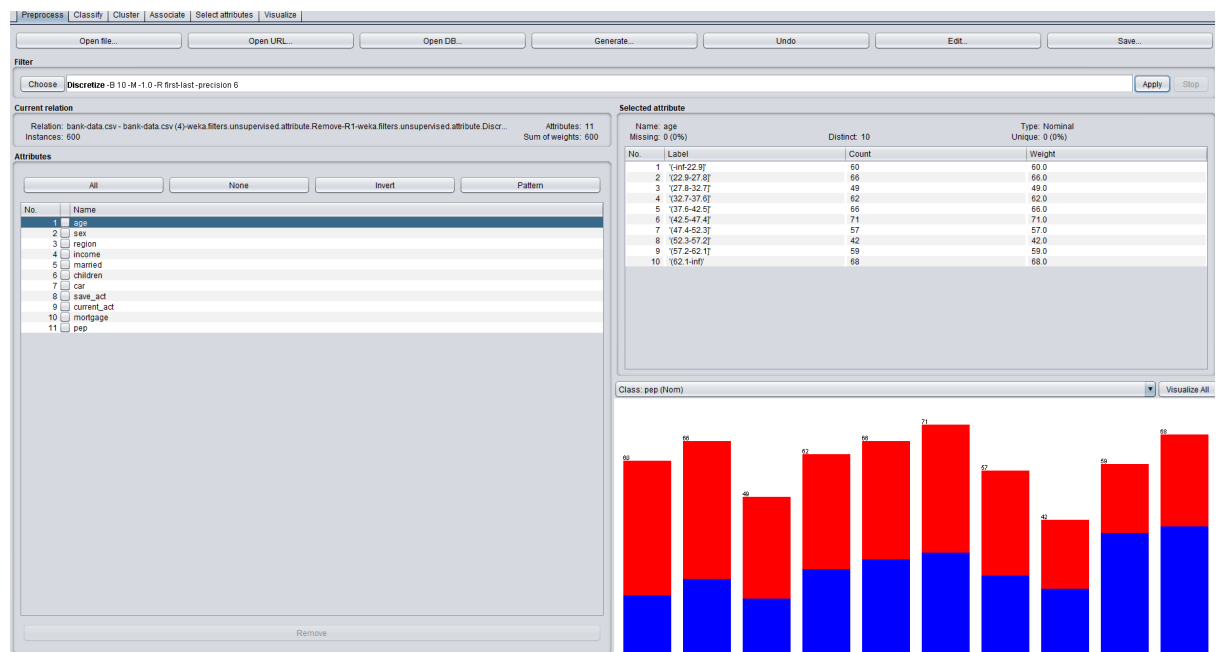 Preprocess Classify Cluster Associate Select attributes Visualize
Open file... Open URL... Open DB... Generate... Undo Edit... Save...
Filter
Choose Discretize -B 10 -M -1.0 -R first-last -precision 6 Apply Stop
Current relation
Relation: bank-data.csv - bank-data.csv (4)-weka.filters.unsupervised.attribute.Remove-R1-weka.filters.unsupervised.attribute.Discr... Attributes: 11
Instances: 600 Sum of weights: 600
Attributes
All None Invert Pattern
No. Name
1 age
2 sex
3 region
4 income
5 married
6 children
7 car
8 save_act
9 current_act
10 mortgage
11 pep
Remove
Selected attribute
Name: age Type: Nominal
Missing: 0 (0%) Distinct: 10 Unique: 0 (0%)
No. Label Count Weight
1 '(-inf-22.9]' 60 60.0
2 '(22.9-27.8]' 66 66.0
3 '(27.8-32.7]' 49 49.0
4 '(32.7-37.6]' 62 62.0
5 '(37.6-42.5]' 66 66.0
6 '(42.5-47.4]' 71 71.0
7 '(47.4-52.3]' 57 57.0
8 '(52.3-57.2]' 42 42.0
9 '(57.2-62.1]' 59 59.0
10 '(62.1-inf)' 68 68.0
Class: pep (Nom) Visualize All
60 66 49 62 66 71 57 42 59 68